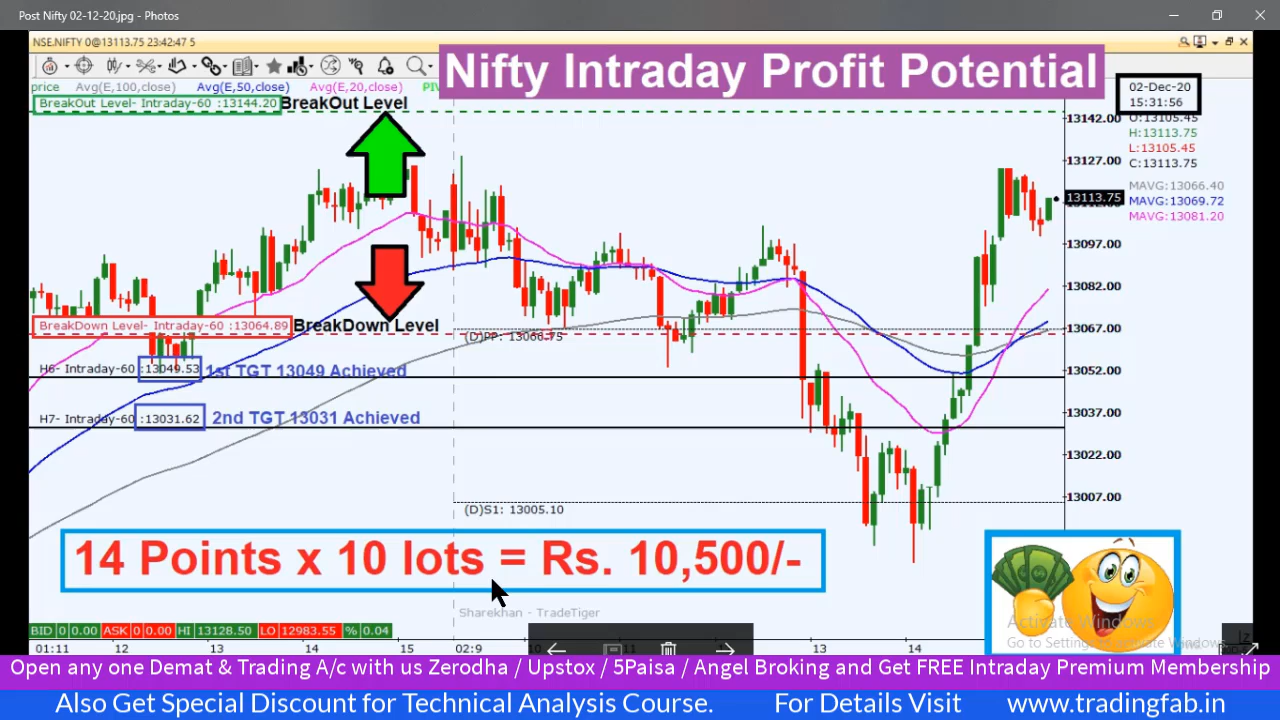 Post Nifty 02-12-20.jpg - Photos
NSE.NIFTY 0@13113.75 23:42:47 5
Nifty Intraday Profit Potential
price Avg(E,100,close) Avg(E,50,close) Avg(E,20,close)
BreakOut Level- Intraday-60 :13144.20 BreakOut Level
02-Dec-20
15:31:56
O:13105.45
H:13113.75
L:13105.45
C:13113.75
MAVG:13066.40
MAVG:13069.72
MAVG:13081.20
13142.00
13127.00
13113.75
13097.00
13082.00
13067.00
13052.00
13037.00
13022.00
13007.00
BreakDown Level- Intraday-60 :13064.89 BreakDown Level
(D)PP: 13066.75
H6- Intraday-60 :13049.53 1st TGT 13049 Achieved
H7- Intraday-60 :13031.62 2nd TGT 13031 Achieved
(D)S1: 13005.10
14 Points x 10 lots = Rs. 10,500/-
Sharekhan - TradeTiger
Activate Windows
Go to Settings to activate Windows.
BID 0 0.00 ASK 0 0.00 HI 13128.50 LO 12983.55 % 0.04
01:11 12 13 14 15 02:9 13 14
Open any one Demat & Trading A/c with us Zerodha / Upstox / 5Paisa / Angel Broking and Get FREE Intraday Premium Membership
Also Get Special Discount for Technical Analysis Course. For Details Visit www.tradingfab.in